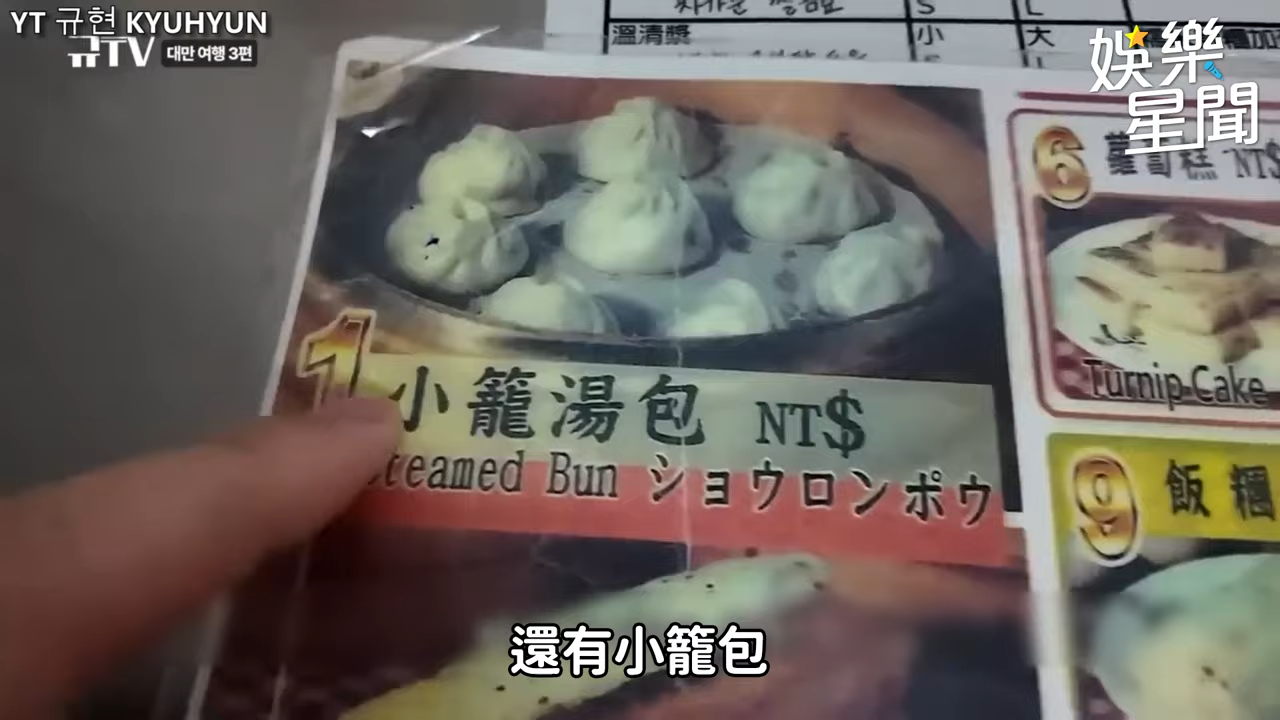 YT 규현 KYUHYUN
규TV 대만 여행 3편
娛樂
星聞
S L
溫清漿 小 大
6 蘿蔔糕 NT$
Turnip Cake
1 小籠湯包 NT$
Steamed Bun ショウロンポウ
9 飯糰
還有小籠包